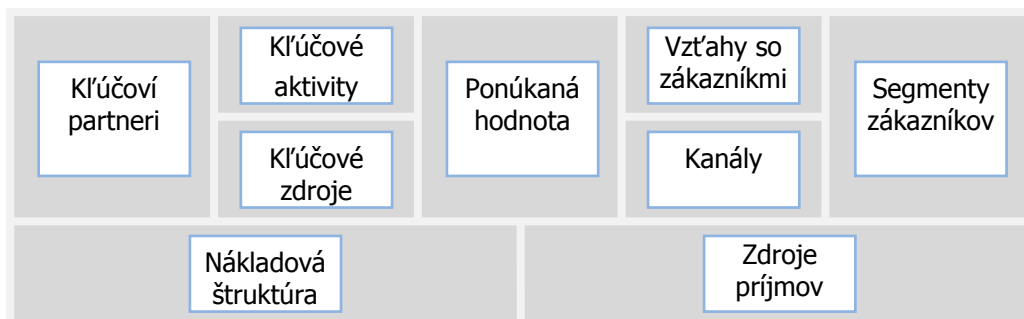 Kľúčoví
partneri
Kľúčové
aktivity
Kľúčové
zdroje
Ponúkaná
hodnota
Vzťahy so
zákazníkmi
Kanály
Segmenty
zákazníkov
Nákladová
štruktúra
Zdroje
príjmov